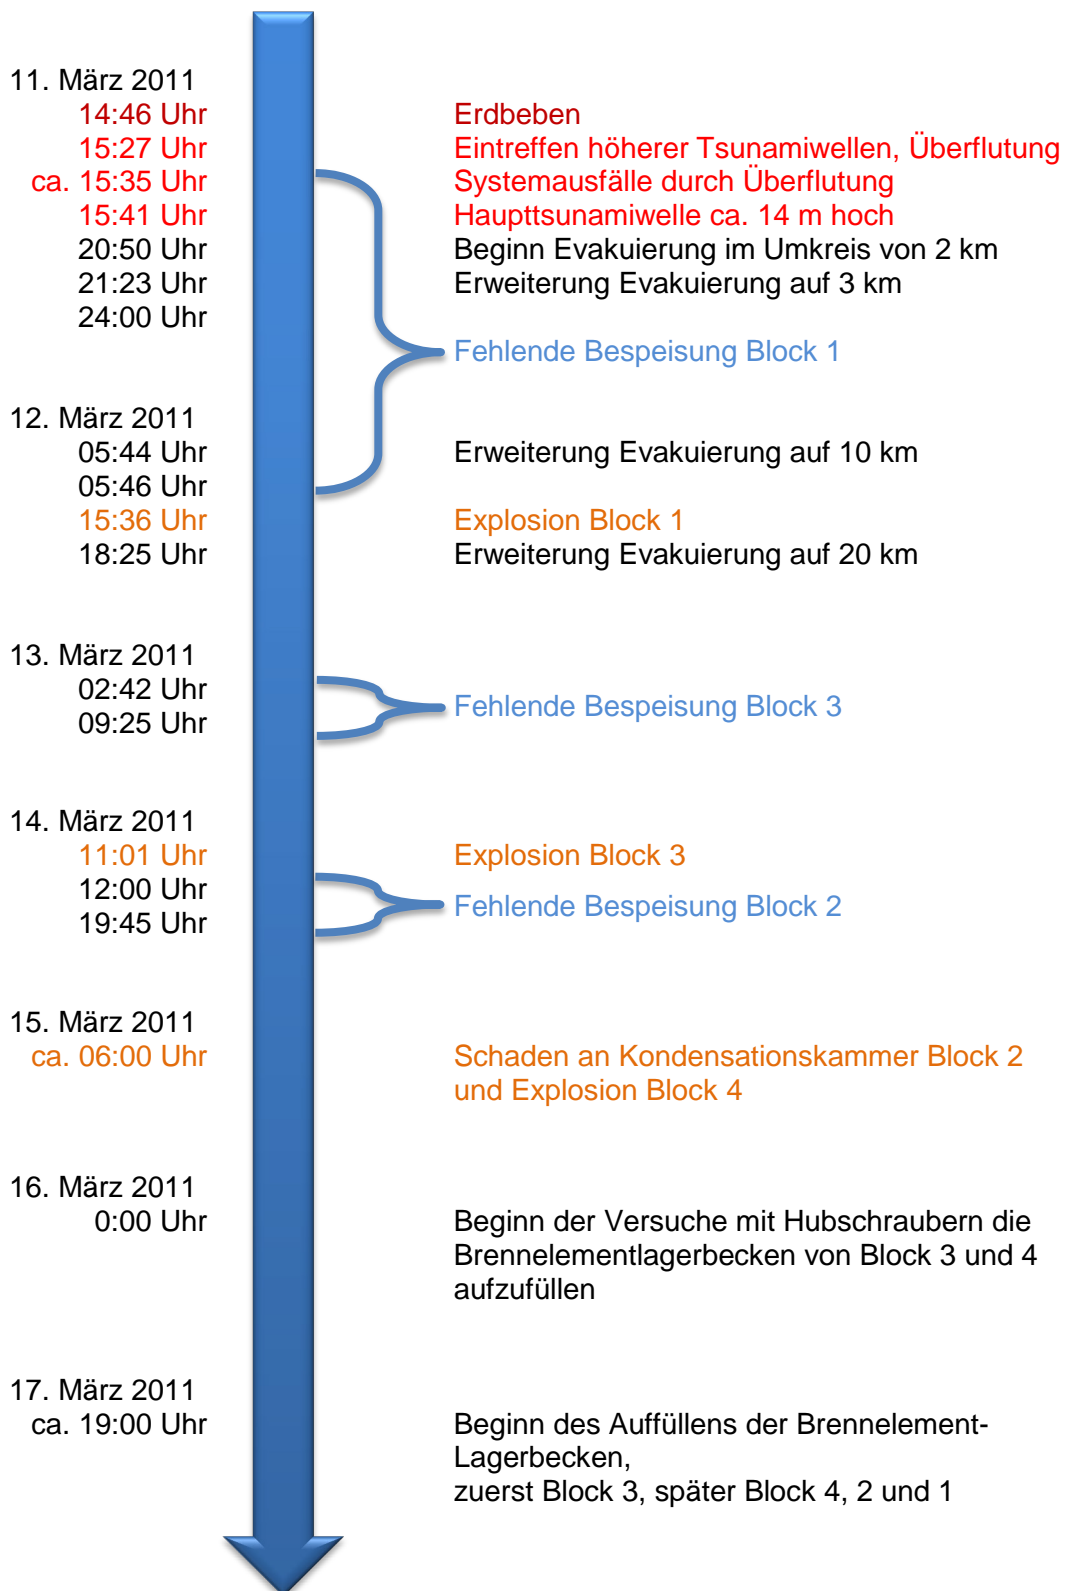 11. März 2011
14:46 Uhr Erdbeben
15:27 Uhr Eintreffen höherer Tsunamiwellen, Überflutung
ca. 15:35 Uhr Systemausfälle durch Überflutung
15:41 Uhr Haupttsunamiwelle ca. 14 m hoch
20:50 Uhr Beginn Evakuierung im Umkreis von 2 km
21:23 Uhr Erweiterung Evakuierung auf 3 km
24:00 Uhr
Fehlende Bespeisung Block 1
12. März 2011
05:44 Uhr Erweiterung Evakuierung auf 10 km
05:46 Uhr
15:36 Uhr Explosion Block 1
18:25 Uhr Erweiterung Evakuierung auf 20 km
13. März 2011
02:42 Uhr
Fehlende Bespeisung Block 3
09:25 Uhr
14. März 2011
11:01 Uhr Explosion Block 3
12:00 Uhr
Fehlende Bespeisung Block 2
19:45 Uhr
15. März 2011
ca. 06:00 Uhr Schaden an Kondensationskammer Block 2
und Explosion Block 4
16. März 2011
0:00 Uhr Beginn der Versuche mit Hubschraubern die
Brennelementlagerbecken von Block 3 und 4
aufzufüllen
17. März 2011
ca. 19:00 Uhr Beginn des Auffüllens der Brennelement-
Lagerbecken,
zuerst Block 3, später Block 4, 2 und 1